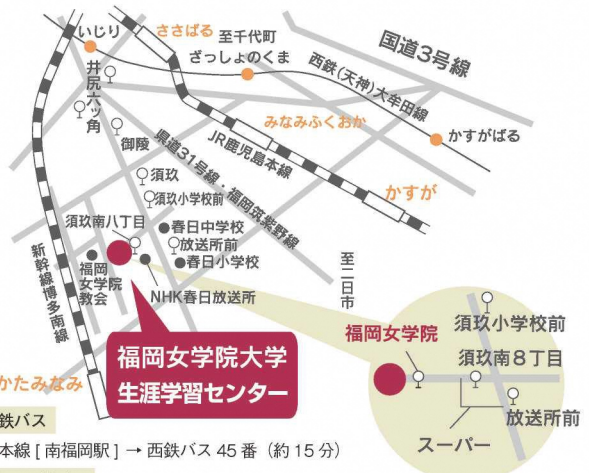 いじり
ささばる
至千代町
ざっしょのくま
国道3号線
西鉄(天神)大牟田線
井尻六ッ角
みなみふくおか
かすがばる
御陵
県道31号線・福岡筑紫野線
JR鹿児島本線
須玖
須玖小学校前
かすが
須玖南八丁目
春日中学校
放送所前
春日小学校
福岡
女学院
教会
NHK春日放送所
新幹線博多南線
至二日市
福岡女学院大学
生涯学習センター
福岡女学院
須玖小学校前
須玖南8丁目
放送所前
スーパー
かたみなみ
鉄バス
本線[南福岡駅]→西鉄バス45番(約15分)